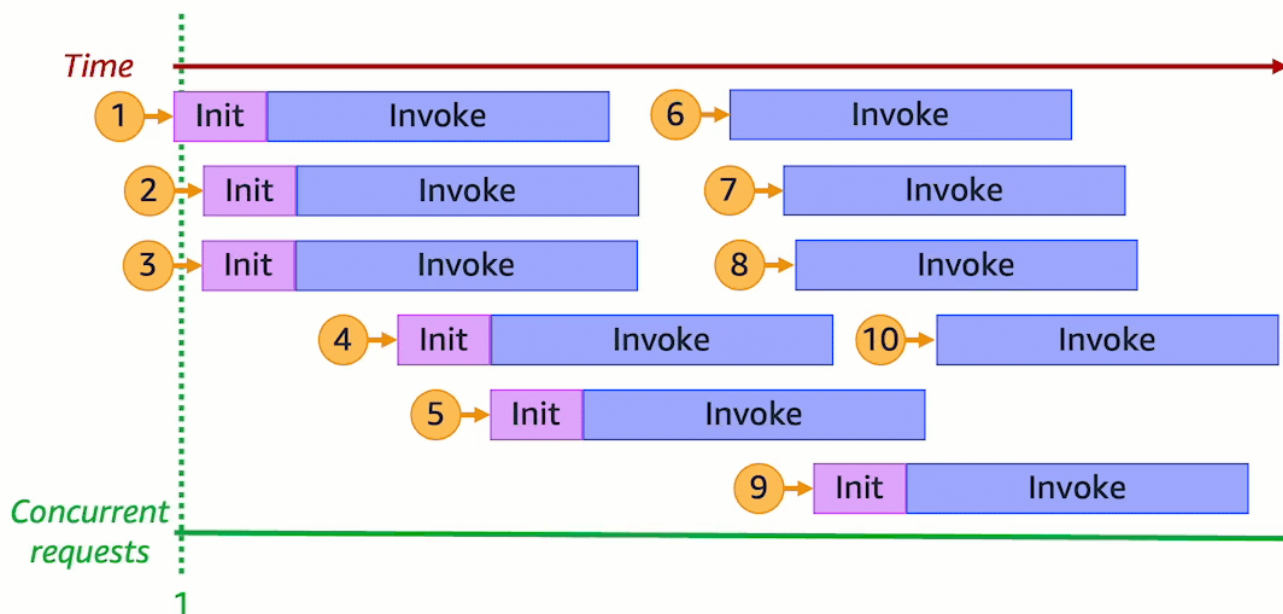 Time
1 Init Invoke 6 Invoke
2 Init Invoke 7 Invoke
3 Init Invoke 8 Invoke
4 Init Invoke 10 Invoke
5 Init Invoke
9 Init Invoke
Concurrent
requests
1